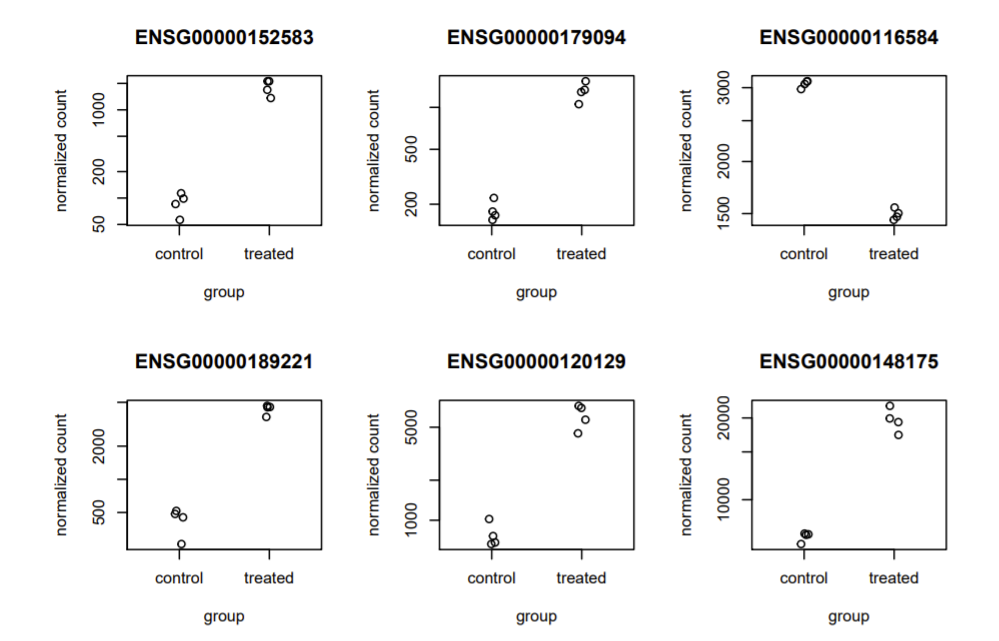 ENSG00000152583
normalized count
1000
200
50
control treated
group
ENSG00000179094
normalized count
500
200
control treated
group
ENSG00000116584
normalized count
3000
2000
1500
control treated
group
ENSG00000189221
normalized count
2000
500
control treated
group
ENSG00000120129
normalized count
5000
1000
control treated
group
ENSG00000148175
normalized count
20000
10000
control treated
group